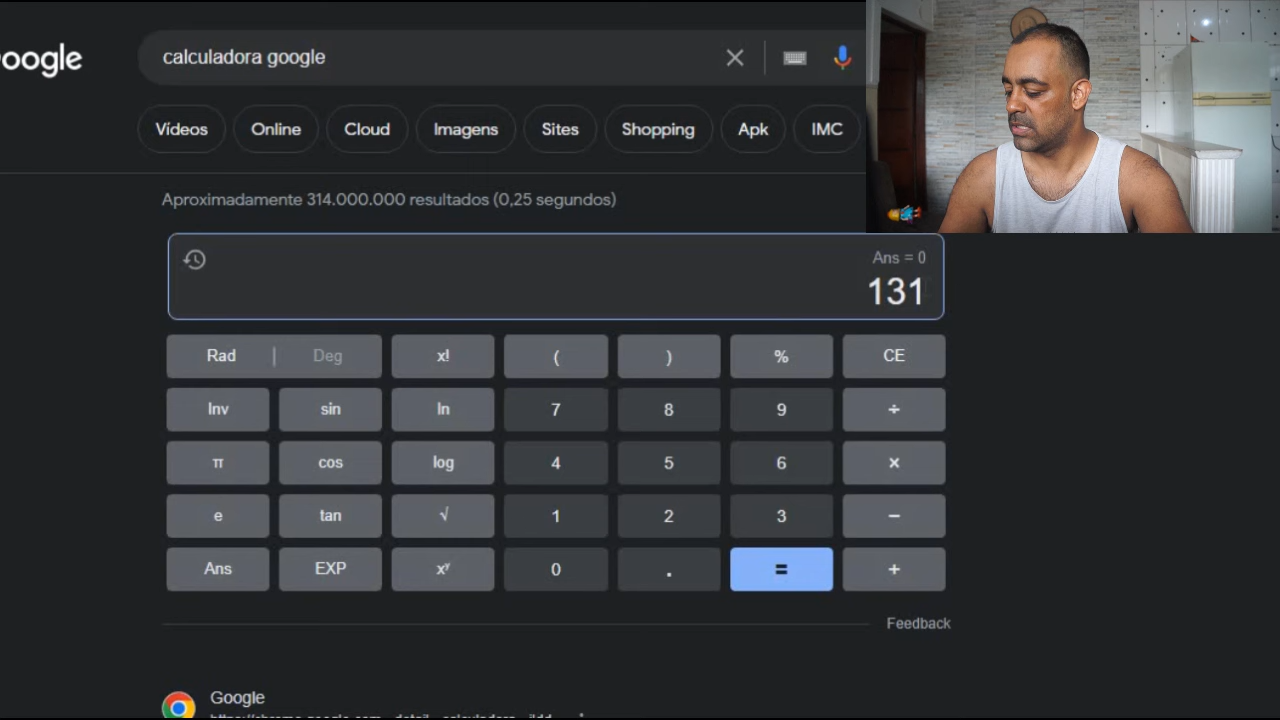 oogle
calculadora google
Vídeos Online Cloud Imagens Sites Shopping Apk IMC
Aproximadamente 314.000.000 resultados (0,25 segundos)
Ans = 0
131
Rad | Deg x! ( ) % CE
Inv sin ln 7 8 9 ÷
π cos log 4 5 6 ×
e tan √ 1 2 3 −
Ans EXP xʸ 0 . = +
Feedback
Google